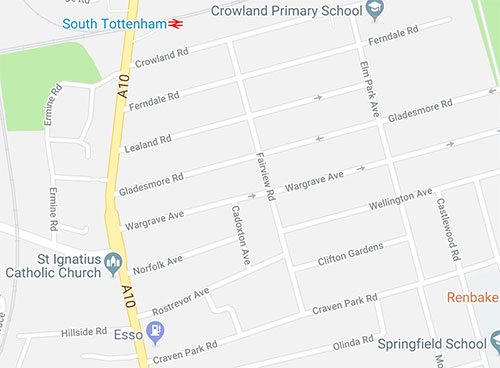 Crowland Primary School
South Tottenham
Ferndale Rd
Crowland Rd
Elm Park Ave
A10
Ermine Rd
Ferndale Rd
Gladesmore Rd
Lealand Rd
Fairview Rd
Gladesmore Rd
Wargrave Ave
Ermine Rd
Wellington Ave
Wargrave Ave
Cadoxton Ave
Castlewood Rd
St Ignatius
Catholic Church
Norfolk Ave
Clifton Gardens
A10
Rostrevor Ave
Renbake
Craven Park Rd
Hillside Rd
Esso
Olinda Rd
Springfield School
Craven Park Rd